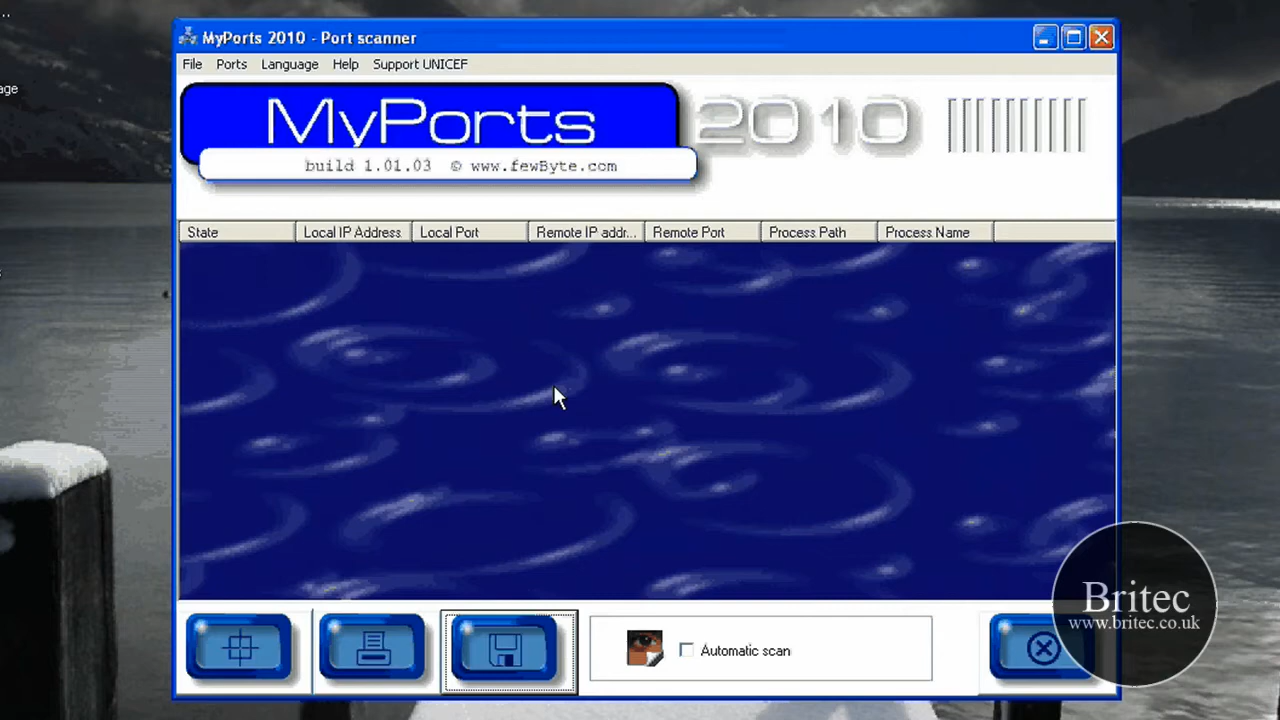 MyPorts 2010 - Port scanner
File Ports Language Help Support UNICEF
MyPorts 2010
build 1.01.03 © www.fewByte.com
State Local IP Address Local Port Remote IP addr... Remote Port Process Path Process Name
Automatic scan
Britec
www.britec.co.uk
age